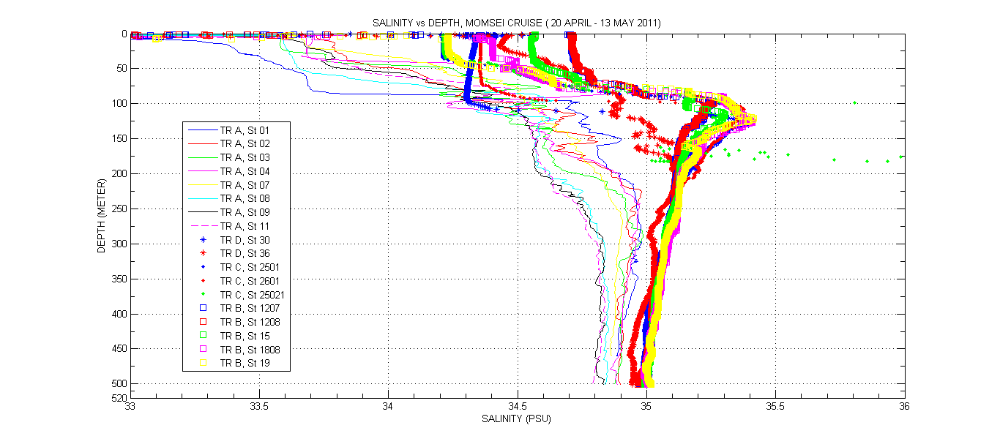 SALINITY vs DEPTH, MOMSEI CRUISE ( 20 APRIL - 13 MAY 2011)
DEPTH (METER)
0
50
100
150
200
250
300
350
400
450
500
520
TR A, St 01
TR A, St 02
TR A, St 03
TR A, St 04
TR A, St 07
TR A, St 08
TR A, St 09
TR A, St 11
TR D, St 30
TR D, St 36
TR C, St 2501
TR C, St 2601
TR C, St 25021
TR B, St 1207
TR B, St 1208
TR B, St 15
TR B, St 1808
TR B, St 19
33
33.5
34
34.5
35
35.5
36
SALINITY (PSU)